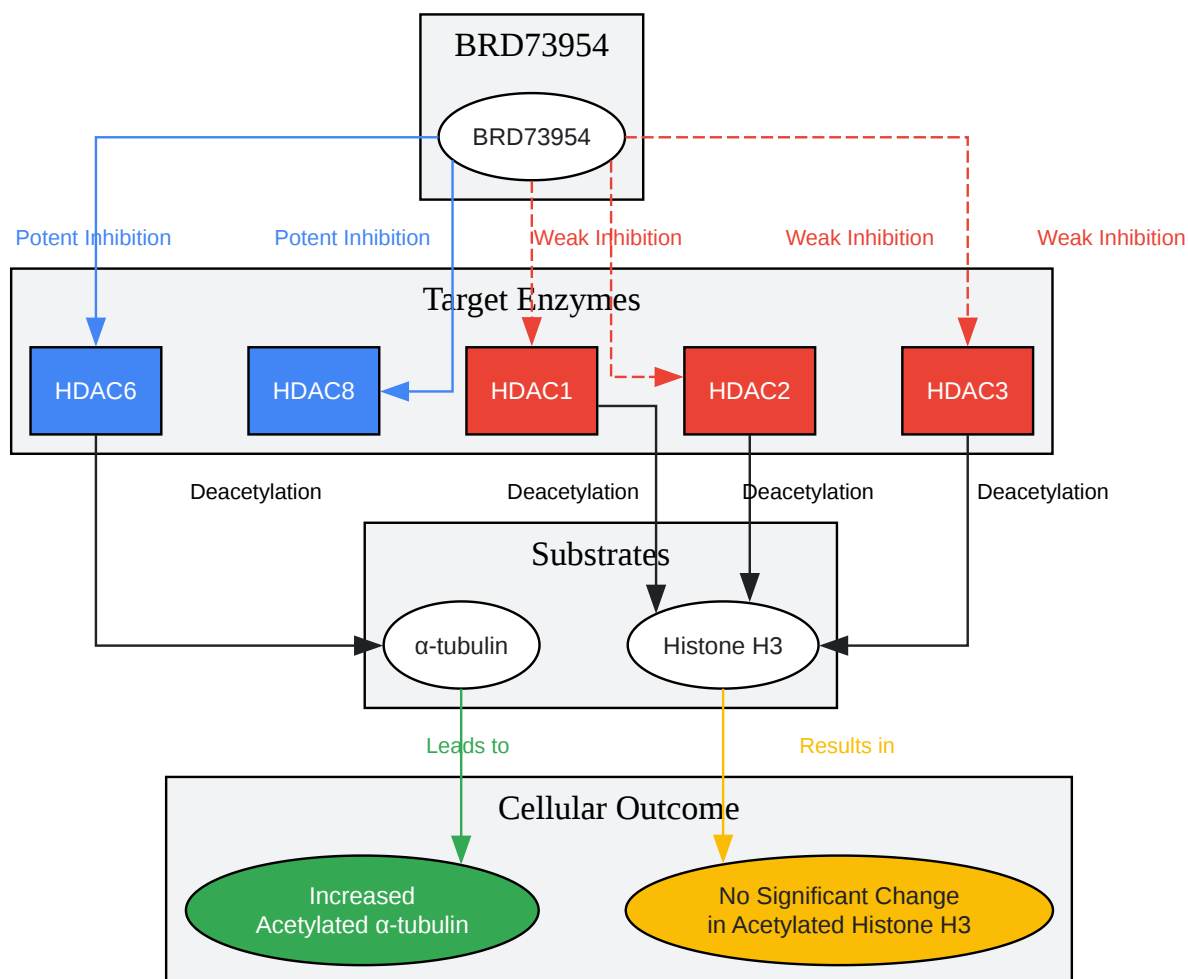 BRD73954
BRD73954
Potent Inhibition
Potent Inhibition
Weak Inhibition
Weak Inhibition
Weak Inhibition
Target Enzymes
HDAC6
HDAC8
HDAC1
HDAC2
HDAC3
Deacetylation
Deacetylation
Deacetylation
Deacetylation
Substrates
α-tubulin
Histone H3
Leads to
Results in
Cellular Outcome
Increased
Acetylated α-tubulin
No Significant Change
in Acetylated Histone H3